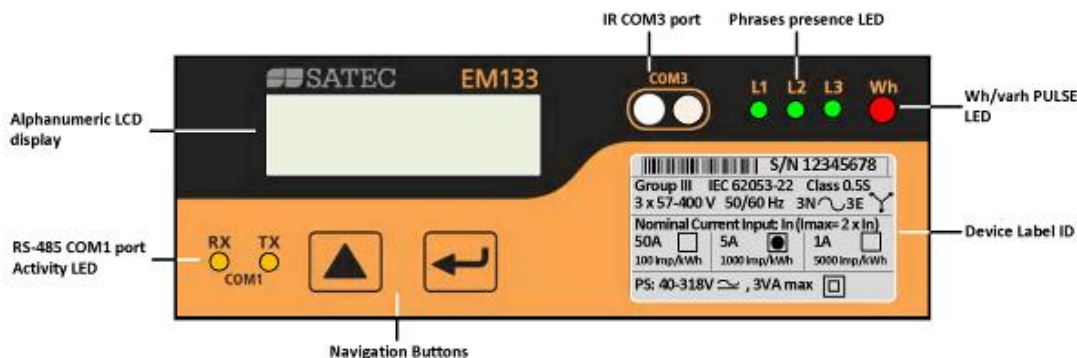 IR COM3 port
Phrases presence LED
SATEC EM133
COM3
L1 L2 L3 Wh
Wh/varh PULSE
LED
Alphanumeric LCD
display
S/N 12345678
Group III IEC 62053-22 Class 0.5S
3 x 57-400 V 50/60 Hz 3N 3E
Nominal Current Input: In (Imax= 2 x In)
50A 5A 1A
100 Imp/kWh 1000 Imp/kWh 5000 Imp/kWh
PS: 40-318V , 3VA max
Device Label ID
RS-485 COM1 port
Activity LED
RX TX
COM1
Navigation Buttons